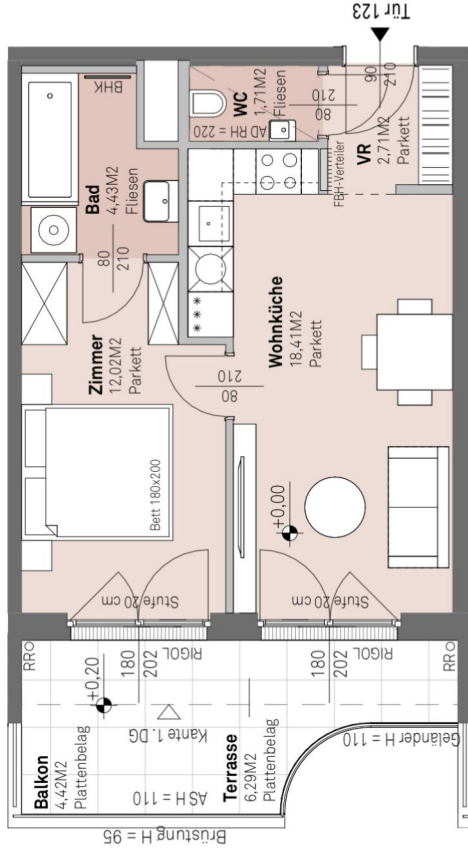 Tür 123
90
210
BHK
WC
1,71M2
Fliesen
80
210
AD RH = 220
VR
2,71M2
Parkett
FBH-Verteiler
Bad
4,43M2
Fliesen
80
210
Zimmer
12,02M2
Parkett
Wohnküche
18,41M2
Parkett
80
210
Bett 180x200
+0,00
Stufe 20 cm
Stufe 20 cm
RRO
RIGOL
180
202
RIGOL
180
202
RRO
+0,20
Kante 1. DG
Balkon
4,42M2
Plattenbelag
ASH = 110
Terrasse
6,29M2
Plattenbelag
Geländer H = 110
Brüstung H = 95